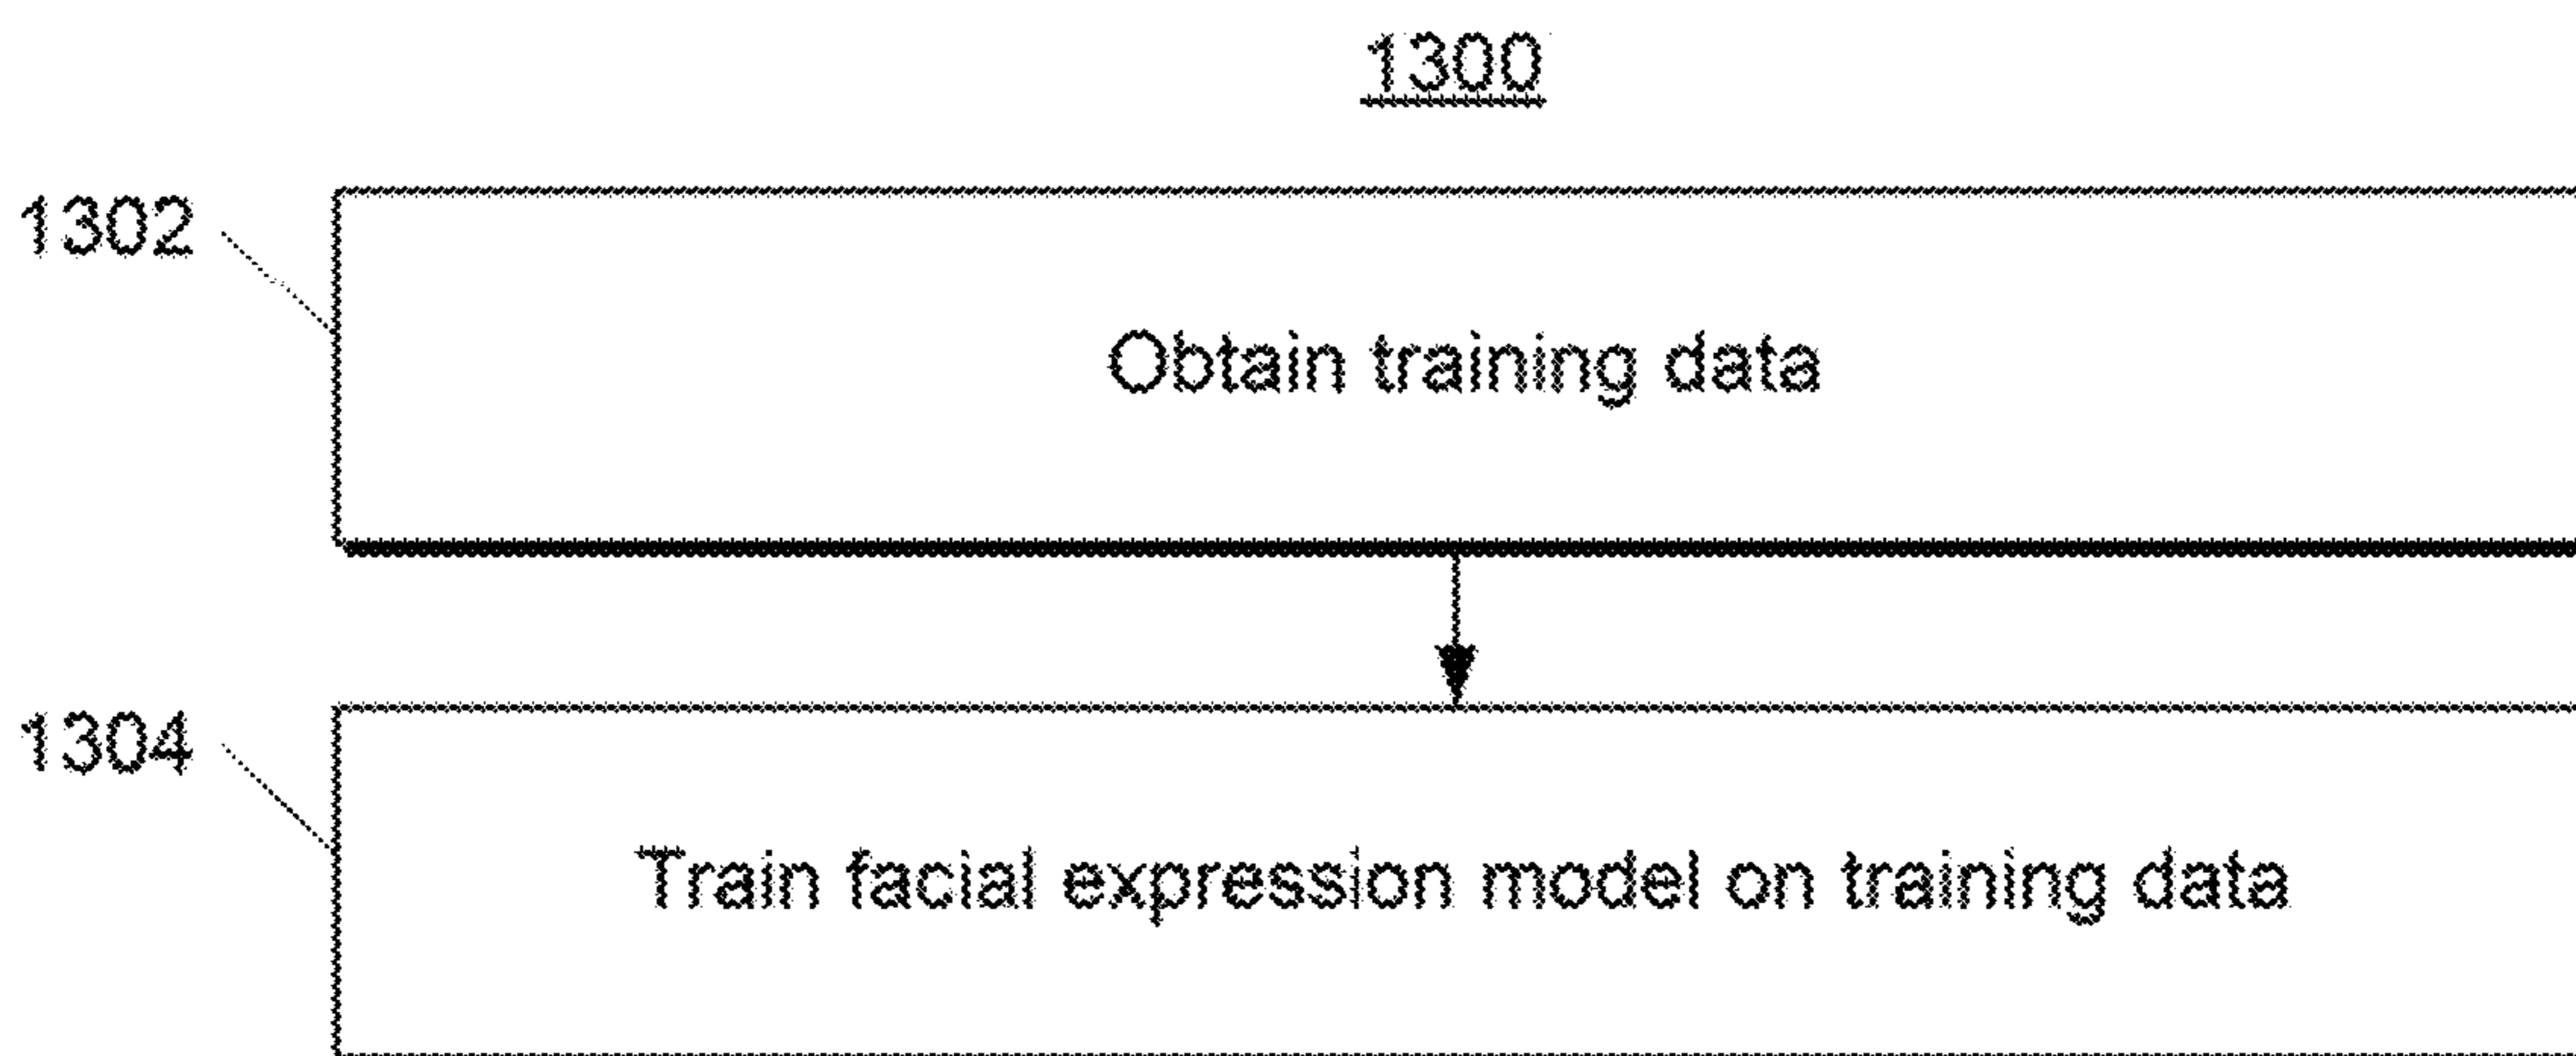 1300
1302
Obtain training data
1304
Train facial expression model on training data